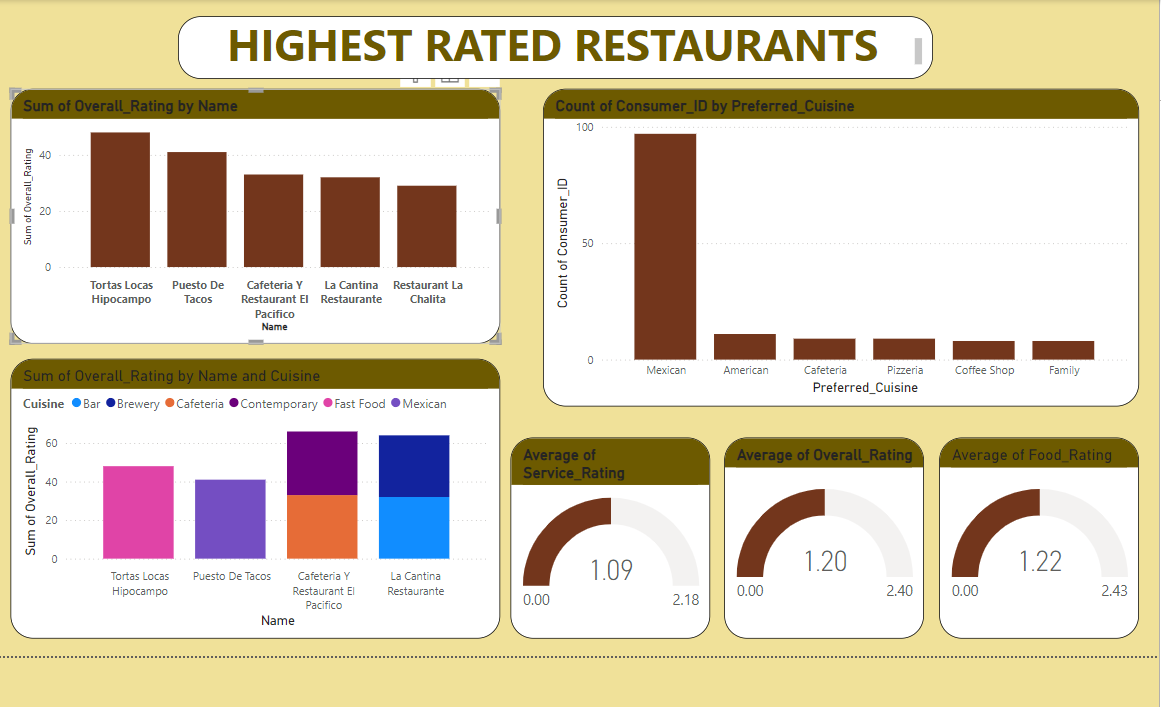 HIGHEST RATED RESTAURANTS
Sum of Overall_Rating by Name
Sum of Overall_Rating
40
20
0
Tortas Locas
Hipocampo
Puesto De
Tacos
Cafeteria Y
Restaurant El
Pacifico
La Cantina
Restaurante
Restaurant La
Chalita
Name
Count of Consumer_ID by Preferred_Cuisine
Count of Consumer_ID
100
50
0
Mexican
American
Cafeteria
Pizzeria
Coffee Shop
Family
Preferred_Cuisine
Sum of Overall_Rating by Name and Cuisine
Cuisine Bar Brewery Cafeteria Contemporary Fast Food Mexican
Sum of Overall_Rating
60
40
20
0
Tortas Locas
Hipocampo
Puesto De Tacos
Cafeteria Y
Restaurant El
Pacifico
La Cantina
Restaurante
Name
Average of
Service_Rating
1.09
0.00
2.18
Average of Overall_Rating
1.20
0.00
2.40
Average of Food_Rating
1.22
0.00
2.43